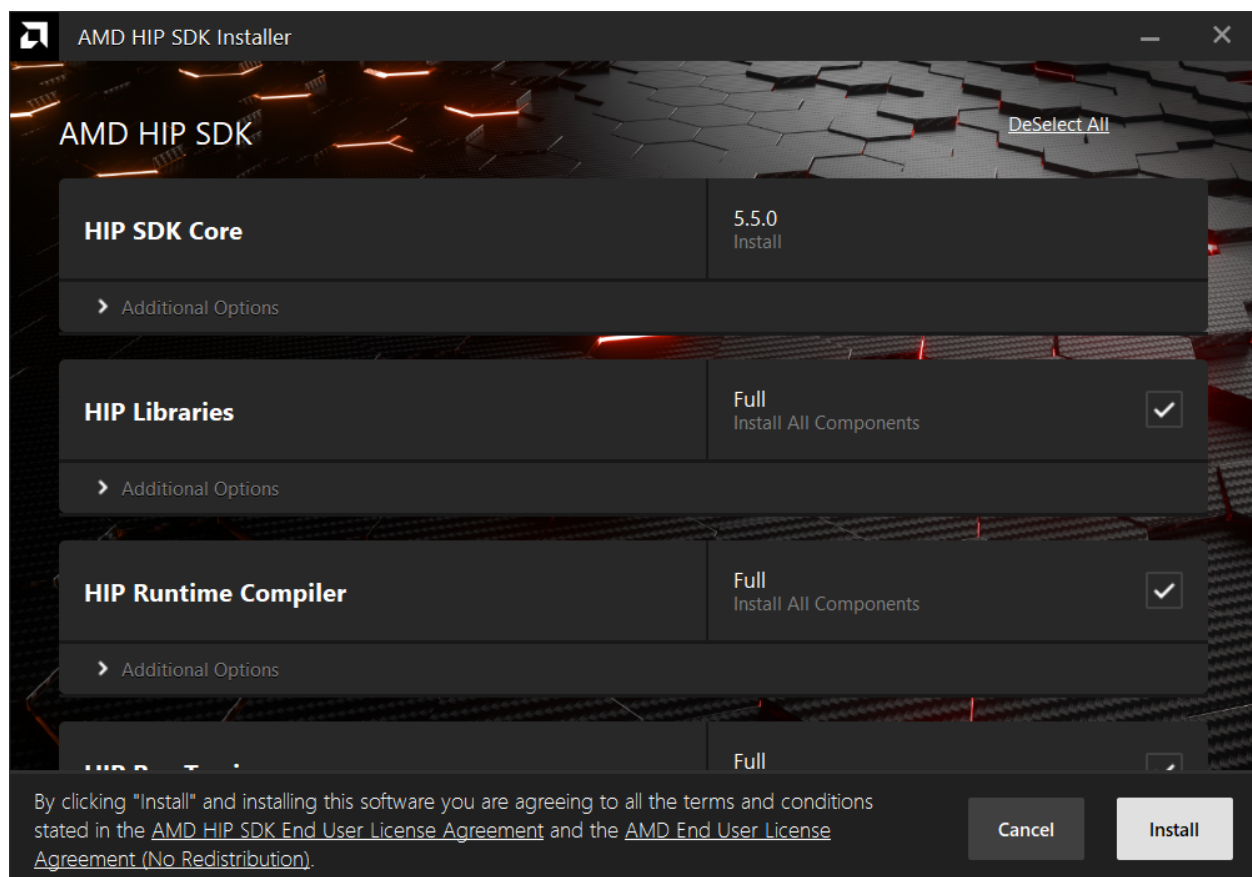 AMD HIP SDK Installer
AMD HIP SDK
DeSelect All
HIP SDK Core
5.5.0
Install
Additional Options
HIP Libraries
Full
Install All Components
Additional Options
HIP Runtime Compiler
Full
Install All Components
Additional Options
HIP
Full
By clicking "Install" and installing this software you are agreeing to all the terms and conditions
stated in the AMD HIP SDK End User License Agreement and the AMD End User License
Agreement (No Redistribution).
Cancel
Install